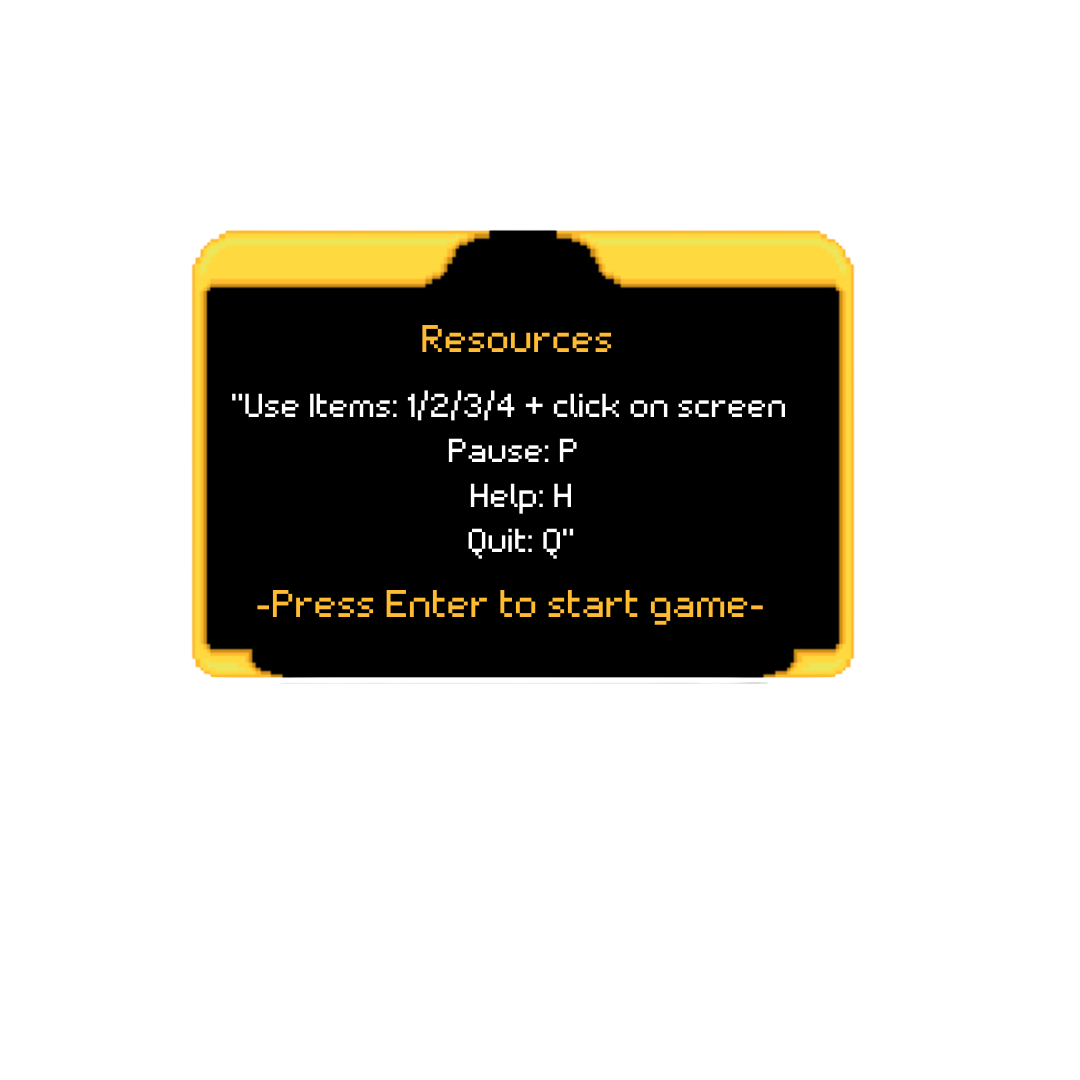 Resources
"Use Items: 1/2/3/4 + click on screen
Pause: P
Help: H
Quit: Q"
-Press Enter to start game-